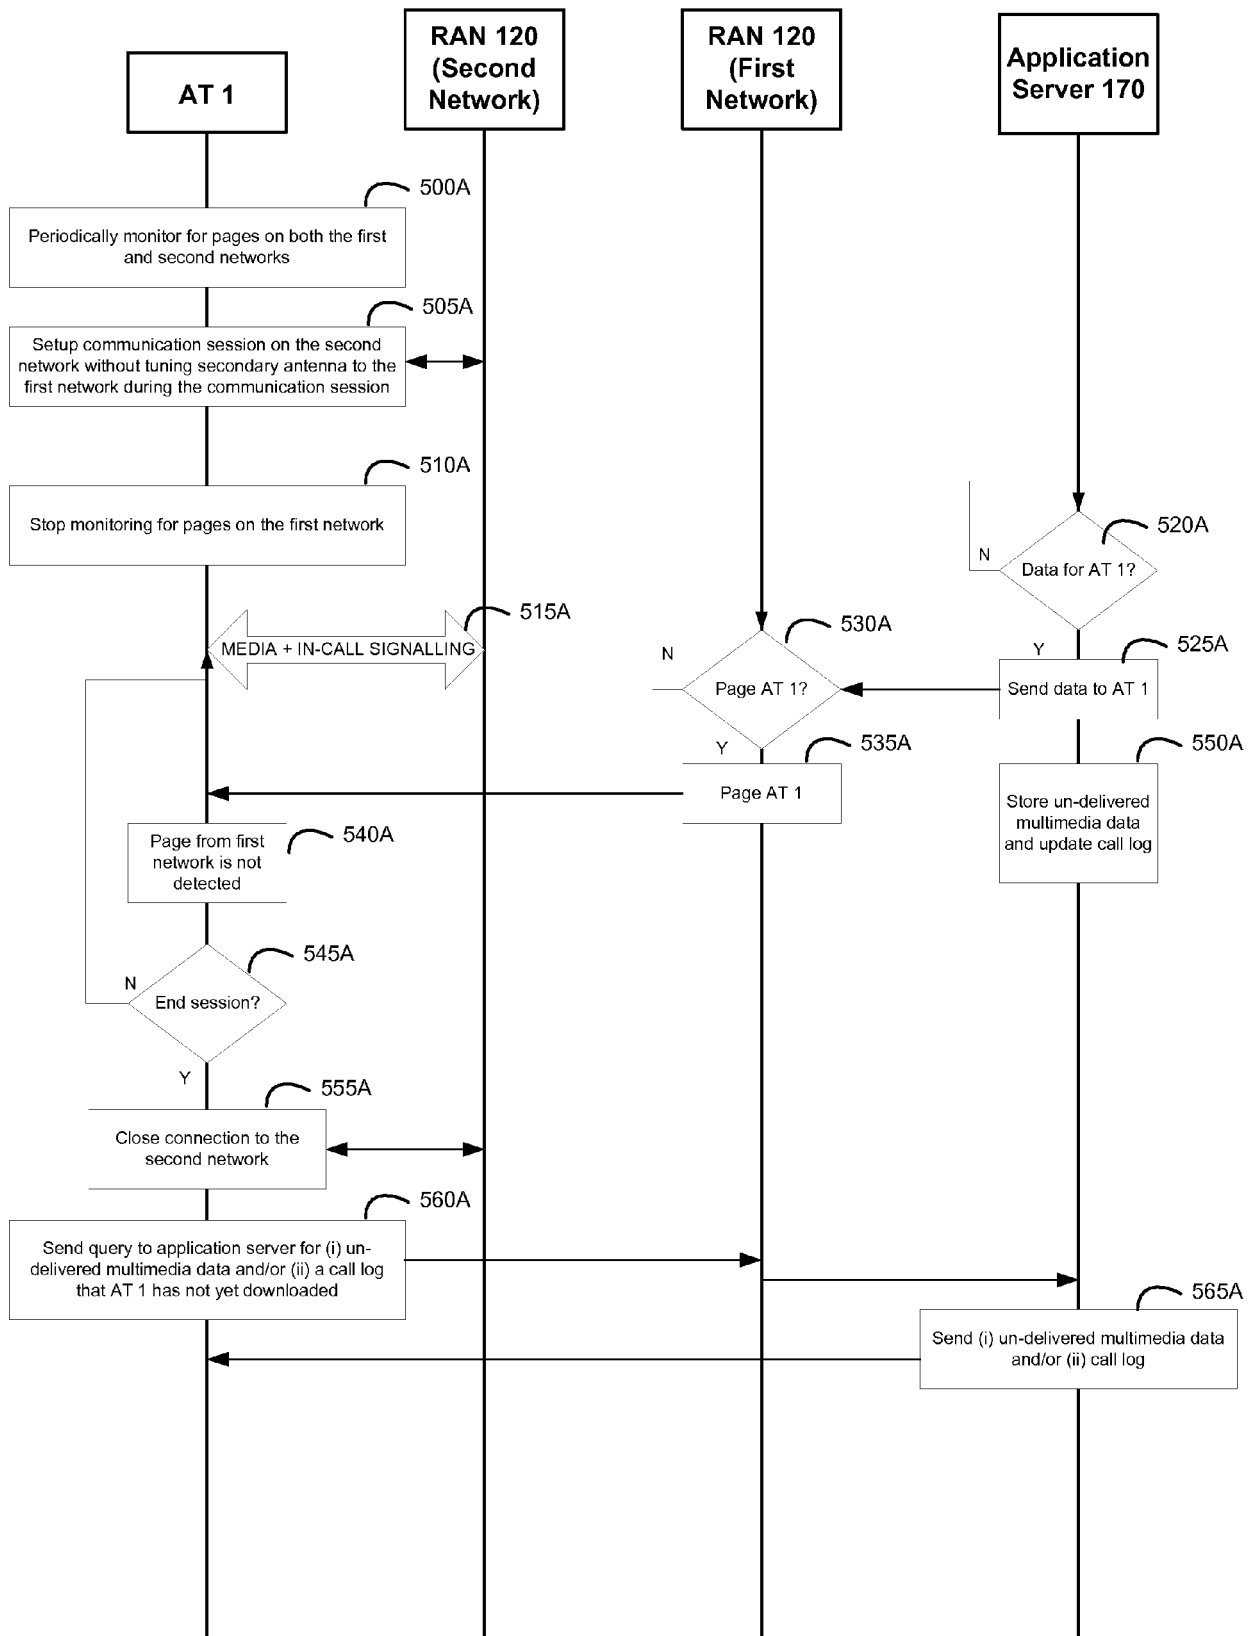 AT 1
RAN 120
(Second
Network)
RAN 120
(First
Network)
Application
Server 170
500A
Periodically monitor for pages on both the first
and second networks
505A
Setup communication session on the second
network without tuning secondary antenna to the
first network during the communication session
510A
Stop monitoring for pages on the first network
520A
N
Data for AT 1?
515A
MEDIA + IN-CALL SIGNALLING
530A
N
Page AT 1?
Y
Y
525A
Send data to AT 1
535A
Page AT 1
550A
Store un-delivered
multimedia data
and update call log
540A
Page from first
network is not
detected
545A
N
End session?
Y
555A
Close connection to the
second network
560A
Send query to application server for (i) un-
delivered multimedia data and/or (ii) a call log
that AT 1 has not yet downloaded
565A
Send (i) un-delivered multimedia data
and/or (ii) call log